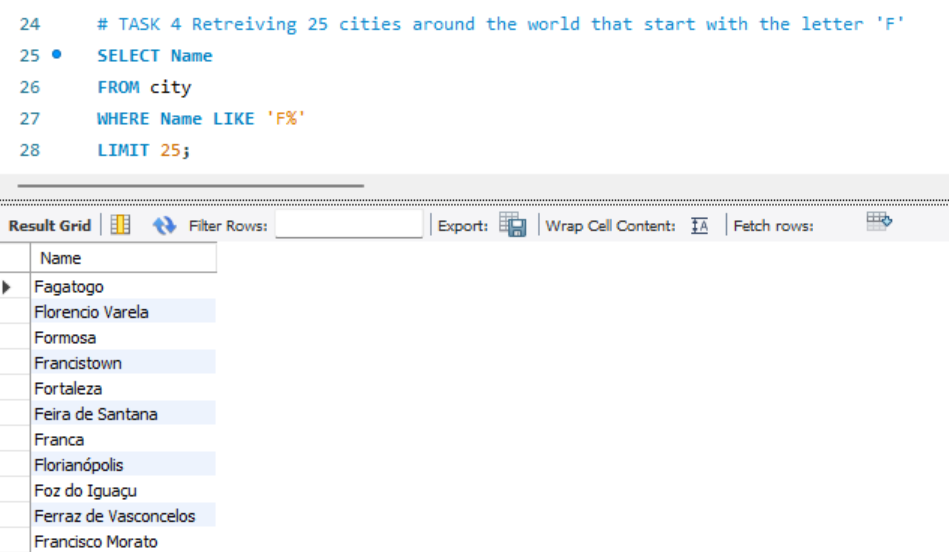 24 # TASK 4 Retreiving 25 cities around the world that start with the letter 'F'
25 SELECT Name
26 FROM city
27 WHERE Name LIKE 'F%'
28 LIMIT 25;
Result Grid Filter Rows: Export: Wrap Cell Content: Fetch rows:
Name
Fagatogo
Florencio Varela
Formosa
Francistown
Fortaleza
Feira de Santana
Franca
Florianópolis
Foz do Iguaçu
Ferraz de Vasconcelos
Francisco Morato